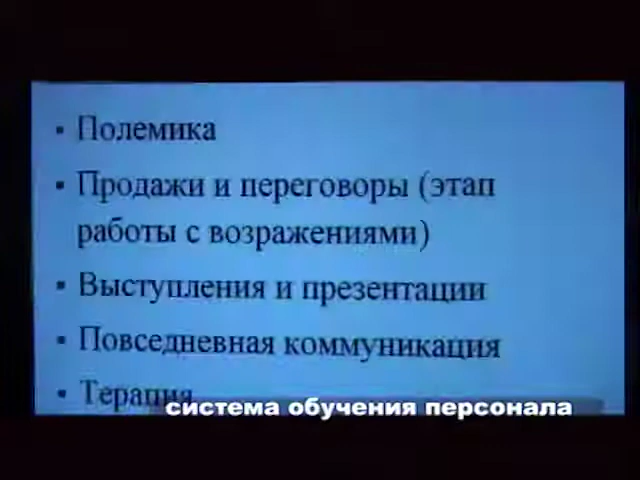 ▪ Полемика
▪ Продажи и переговоры (этап
работы с возражениями)
▪ Выступления и презентации
▪ Повседневная коммуникация
▪ Терапия
система обучения персонала